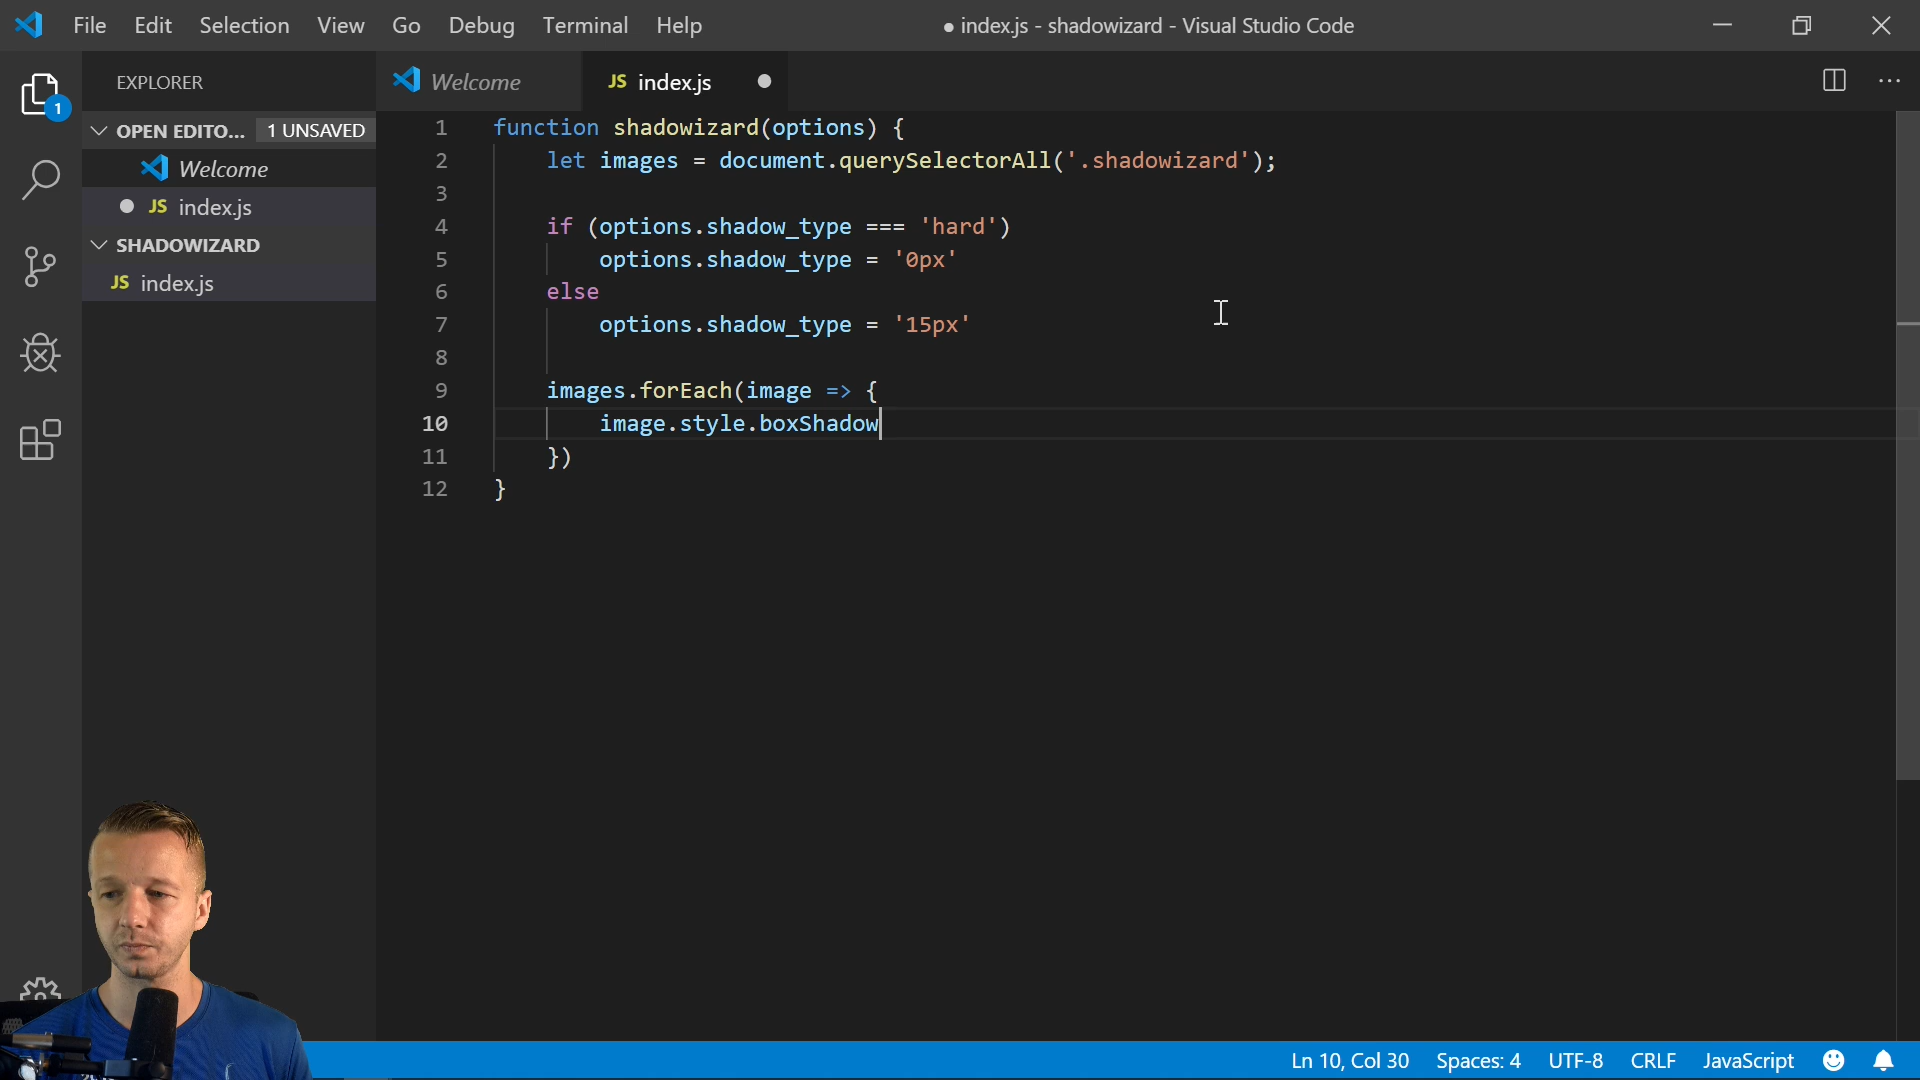 File Edit Selection View Go Debug Terminal Help
● index.js - shadowizard - Visual Studio Code
1
EXPLORER
OPEN EDITO... 1 UNSAVED
Welcome
JS index.js
SHADOWIZARD
JS index.js
Welcome
JS index.js
1 function shadowizard(options) {
2 let images = document.querySelectorAll('.shadowizard');
3
4 if (options.shadow_type === 'hard')
5 options.shadow_type = '0px'
6 else
7 options.shadow_type = '15px'
8
9 images.forEach(image => {
10 image.style.boxShadow
11 })
12 }
Ln 10, Col 30 Spaces: 4 UTF-8 CRLF JavaScript